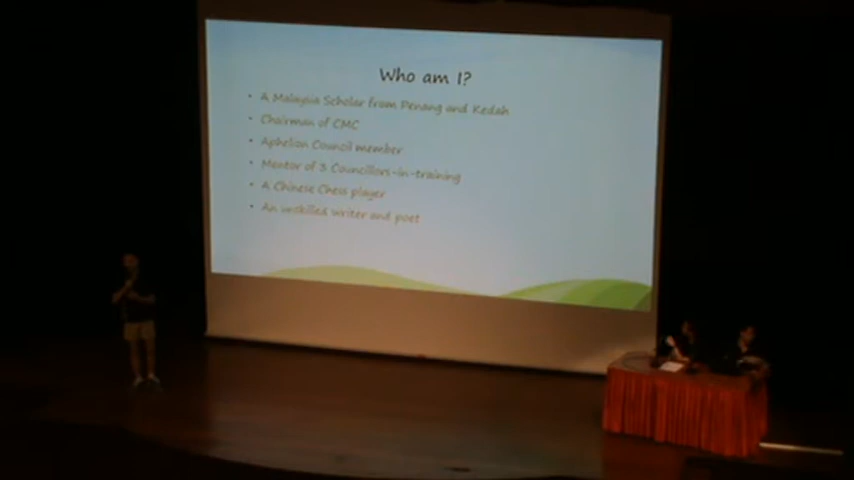 Who am I?
• A Malaysia Scholar from Penang and Kedah
• Chairman of CMC
• Aphelion Council member
• Mentor of 3 Councillors-in-training
• A Chinese Chess player
• An unskilled writer and poet